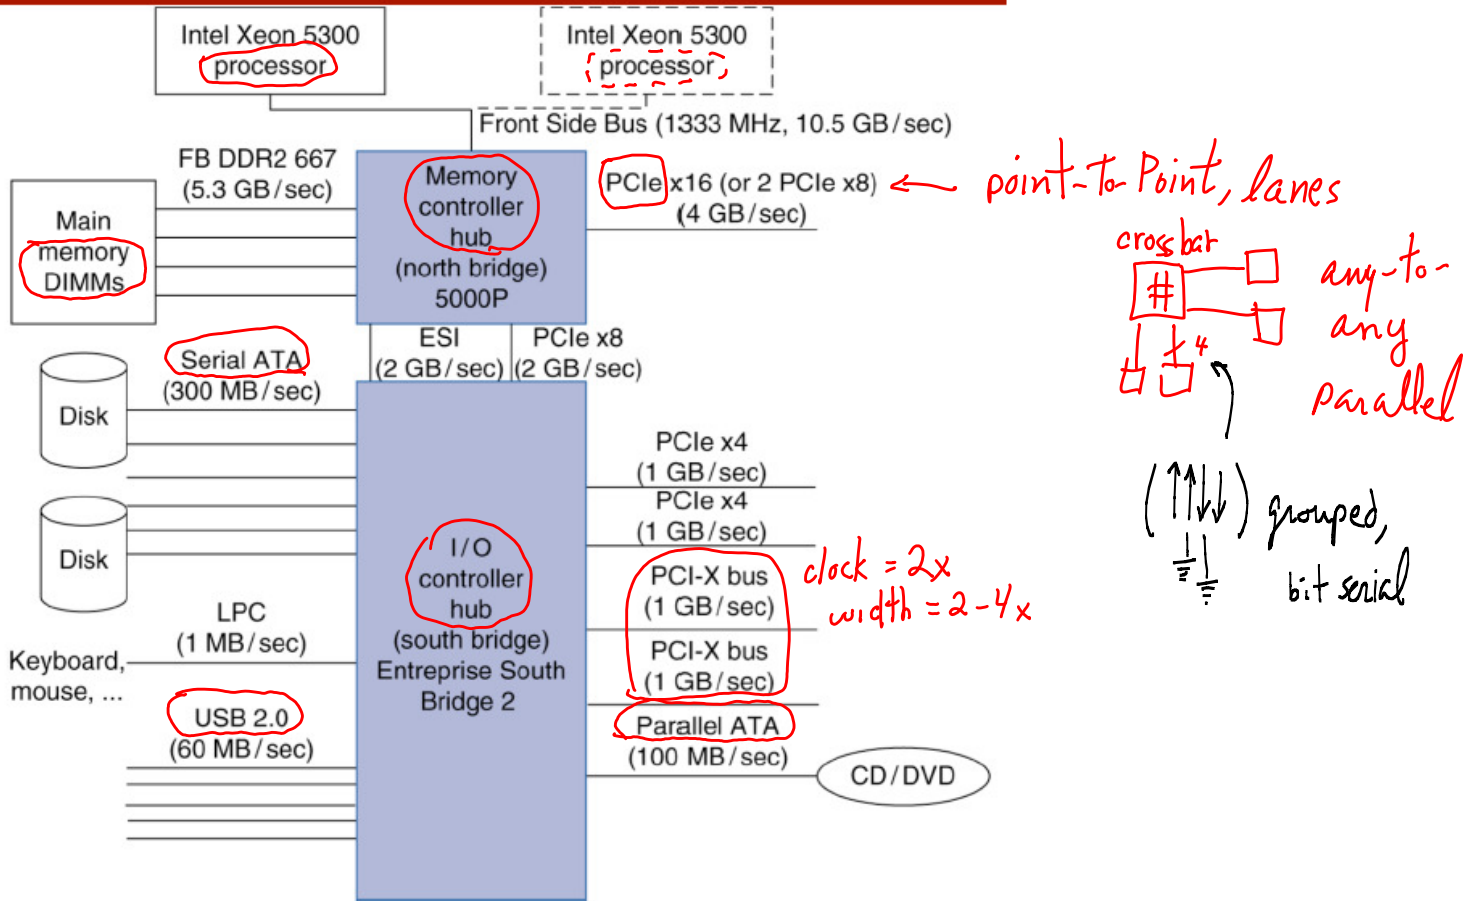 Intel Xeon 5300
processor
Intel Xeon 5300
processor
Front Side Bus (1333 MHz, 10.5 GB/sec)
FB DDR2 667
(5.3 GB/sec)
Main
memory
DIMMs
Memory
controller
hub
(north bridge)
5000P
PCIe x16 (or 2 PCIe x8)
(4 GB/sec)
point-To-Point, lanes
crossbar
#
4
any-to-
any
parallel
ESI
(2 GB/sec)
PCIe x8
(2 GB/sec)
Serial ATA
(300 MB/sec)
Disk
Disk
PCIe x4
(1 GB/sec)
PCIe x4
(1 GB/sec)
I/O
controller
hub
(south bridge)
Entreprise South
Bridge 2
PCI-X bus
(1 GB/sec)
PCI-X bus
(1 GB/sec)
clock = 2x
width = 2-4x
(↑↑↓↓) grouped,
bit serial
LPC
(1 MB/sec)
Keyboard,
mouse, ...
USB 2.0
(60 MB/sec)
Parallel ATA
(100 MB/sec)
CD/DVD